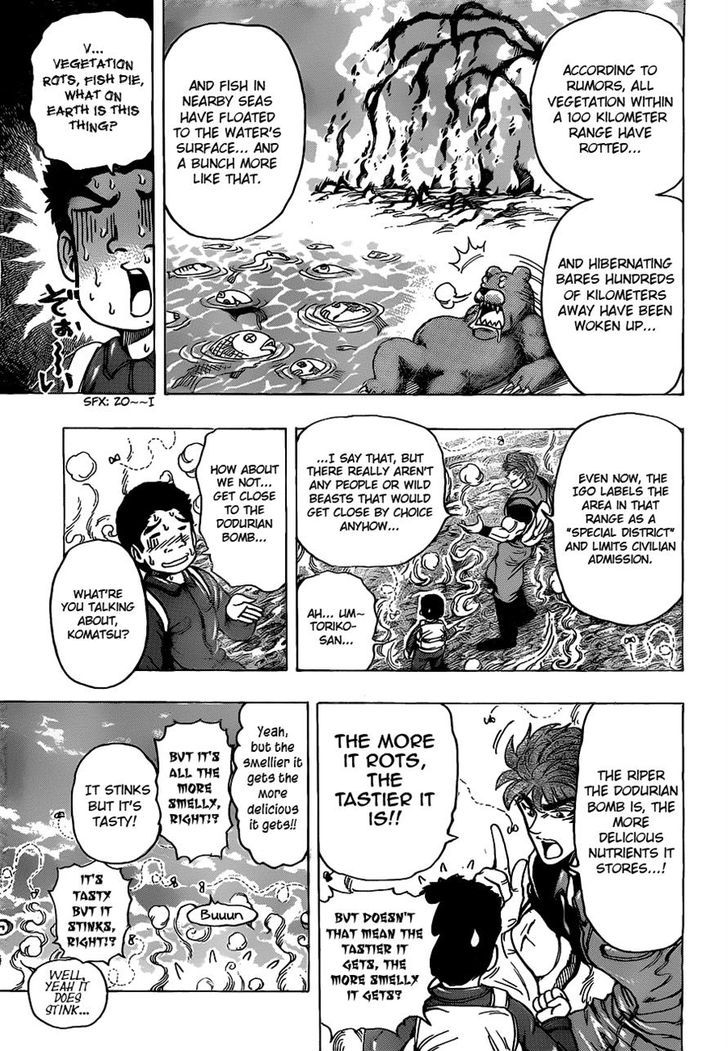 ACCORDING TO
RUMORS, ALL
VEGETATION WITHIN
A 100 KILOMETER
RANGE HAVE
ROTTED...
AND HIBERNATING
BARES HUNDREDS
OF KILOMETERS
AWAY HAVE BEEN
WOKEN UP...
AND FISH IN
NEARBY SEAS
HAVE FLOATED
TO THE WATER'S
SURFACE... AND
A BUNCH MORE
LIKE THAT.
V...
VEGETATION
ROTS, FISH DIE,
WHAT ON
EARTH IS THIS
THING?
ぞぉ〜〜い
SFX: ZO~~I
EVEN NOW, THE
IGO LABELS THE
AREA IN THAT
RANGE AS A
"SPECIAL DISTRICT"
AND LIMITS CIVILIAN
ADMISSION.
...I SAY THAT, BUT
THERE REALLY AREN'T
ANY PEOPLE OR WILD
BEASTS THAT WOULD
GET CLOSE BY CHOICE
ANYHOW...
AH... UM~
TORIKO-
SAN...
HOW ABOUT
WE NOT...
GET CLOSE
TO THE
DODURIAN
BOMB...
WHAT'RE
YOU TALKING
ABOUT,
KOMATSU?
THE RIPER
THE DODURIAN
BOMB IS, THE
MORE
DELICIOUS
NUTRIENTS IT
STORES...!
THE MORE
IT ROTS,
THE
TASTIER IT
IS!!
BUT DOESN'T
THAT MEAN THE
TASTIER IT
GETS, THE
MORE SMELLY
IT GETS?
Yeah,
but the
smellier it
gets the
more
delicious
it gets!!
BUT IT'S
ALL THE
MORE
SMELLY,
RIGHT!?
IT STINKS
BUT IT'S
TASTY!
IT'S
TASTY
BUT IT
STINKS,
RIGHT!?
Buuun
WELL,
YEAH IT
DOES
STINK...